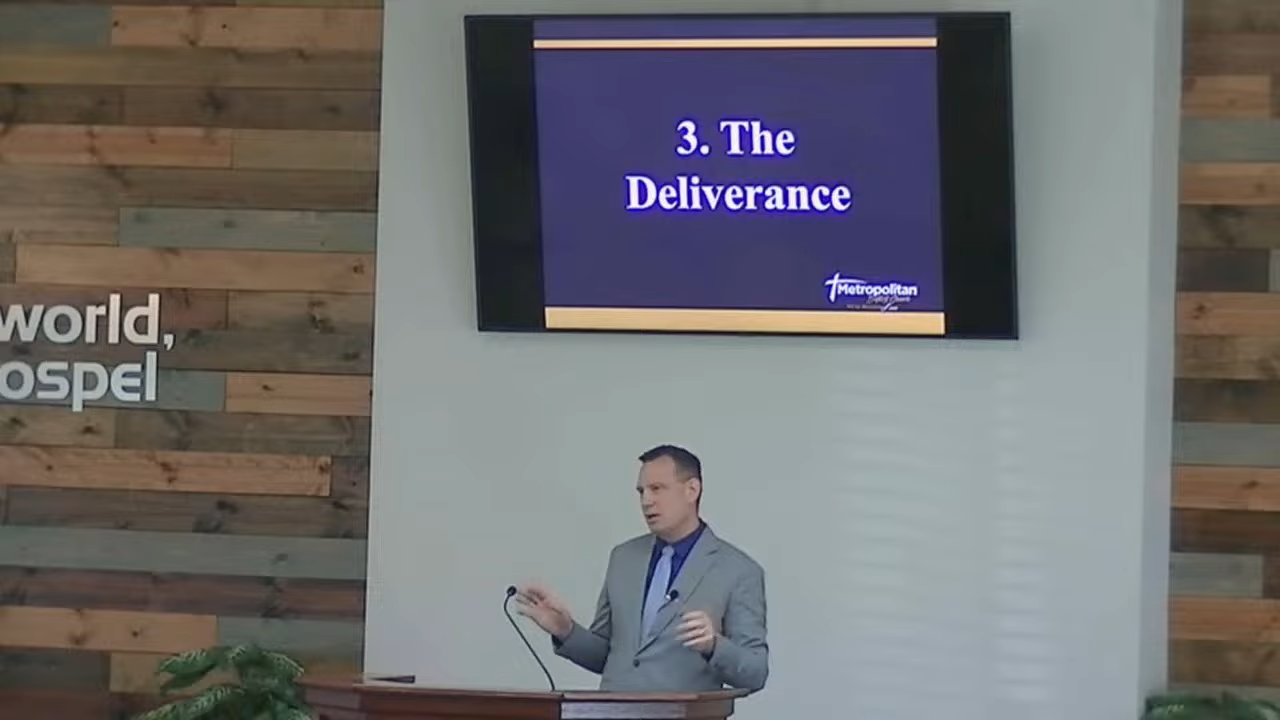 3. The
Deliverance
Metropolitan
world,
ospel